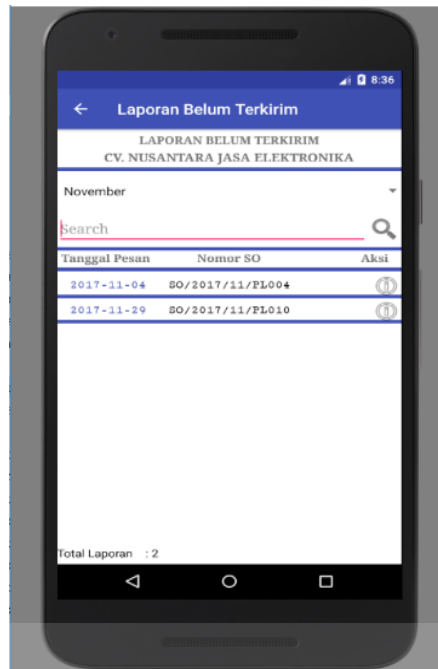 8:36
Laporan Belum Terkirim
LAPORAN BELUM TERKIRIM
CV. NUSANTARA JASA ELEKTRONIKA
November
Search
Tanggal Pesan Nomor SO Aksi
2017-11-04 SO/2017/11/PL004
2017-11-29 SO/2017/11/PL010
Total Laporan : 2